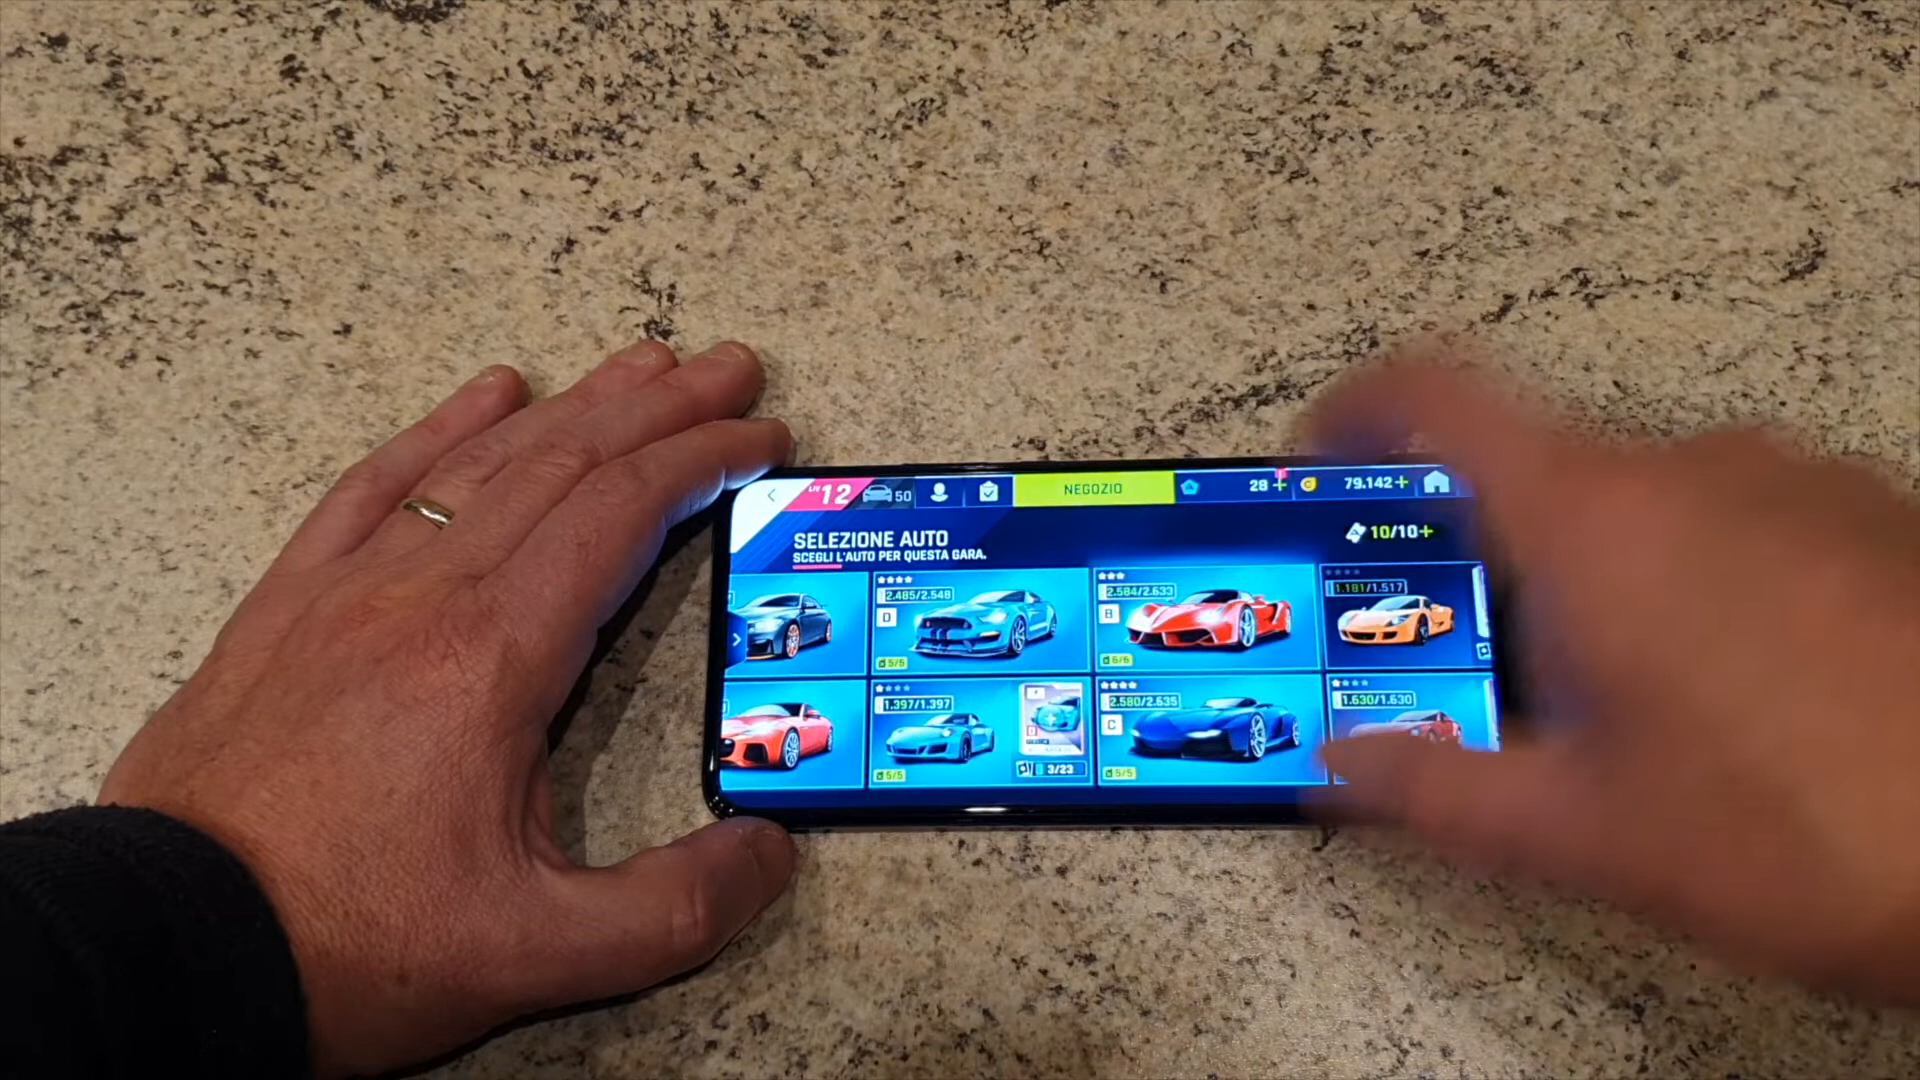 LIV 12
50
NEGOZIO
28
79.142
SELEZIONE AUTO
SCEGLI L'AUTO PER QUESTA GARA.
10/10
2.485/2.548
D
5/5
2.584/2.633
B
6/6
1.181/1.517
1.397/1.397
D
3/23
5/5
2.580/2.635
C
5/5
1.630/1.630